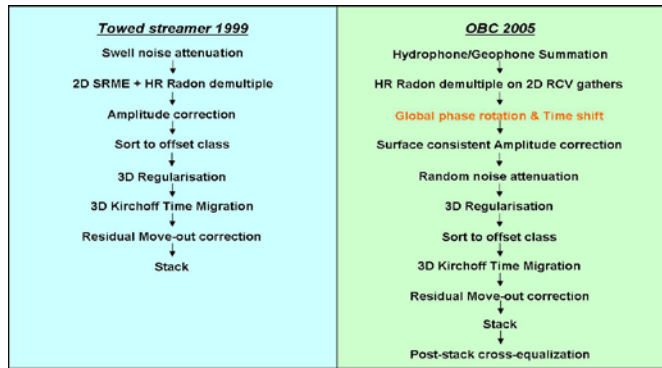 Towed streamer 1999
Swell noise attenuation
2D SRME + HR Radon demultiple
Amplitude correction
Sort to offset class
3D Regularisation
3D Kirchoff Time Migration
Residual Move-out correction
Stack
OBC 2005
Hydrophone/Geophone Summation
HR Radon demultiple on 2D RCV gathers
Global phase rotation & Time shift
Surface consistent Amplitude correction
Random noise attenuation
3D Regularisation
Sort to offset class
3D Kirchoff Time Migration
Residual Move-out correction
Stack
Post-stack cross-equalization